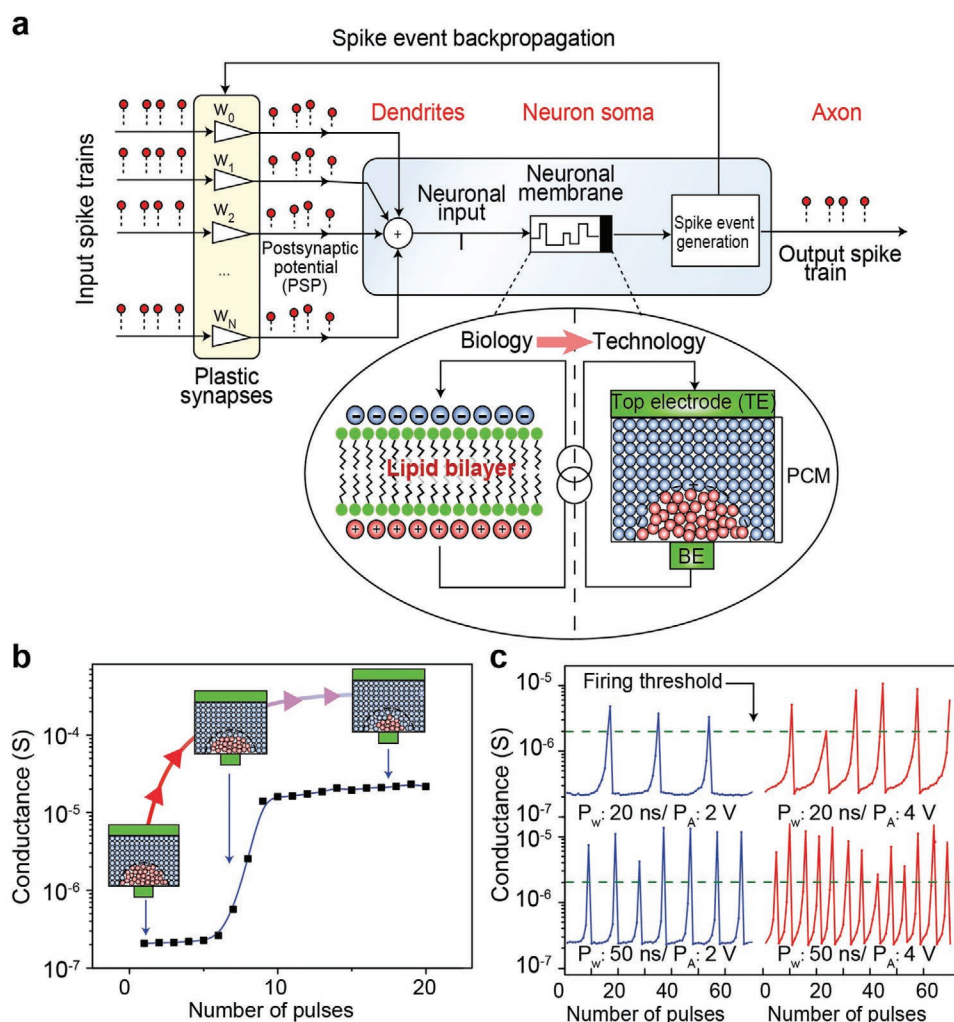 a
Spike event backpropagation
Dendrites
Neuron soma
Axon
Input spike trains
W0
W1
W2
...
WN
Postsynaptic
potential
(PSP)
Plastic
synapses
Neuronal
input
+
Neuronal
membrane
Spike event
generation
Output spike
train
Biology
Technology
Lipid bilayer
Top electrode (TE)
PCM
BE
b
Conductance (S)
10-4
10-5
10-6
10-7
0
10
20
Number of pulses
c
Conductance (S)
10-5
10-6
10-7
10-5
10-6
10-7
Firing threshold
Pw: 20 ns/ PA: 2 V
Pw: 20 ns/ PA: 4 V
Pw: 50 ns/ PA: 2 V
Pw: 50 ns/ PA: 4 V
0 20 40 60
0 20 40 60
Number of pulses
Number of pulses